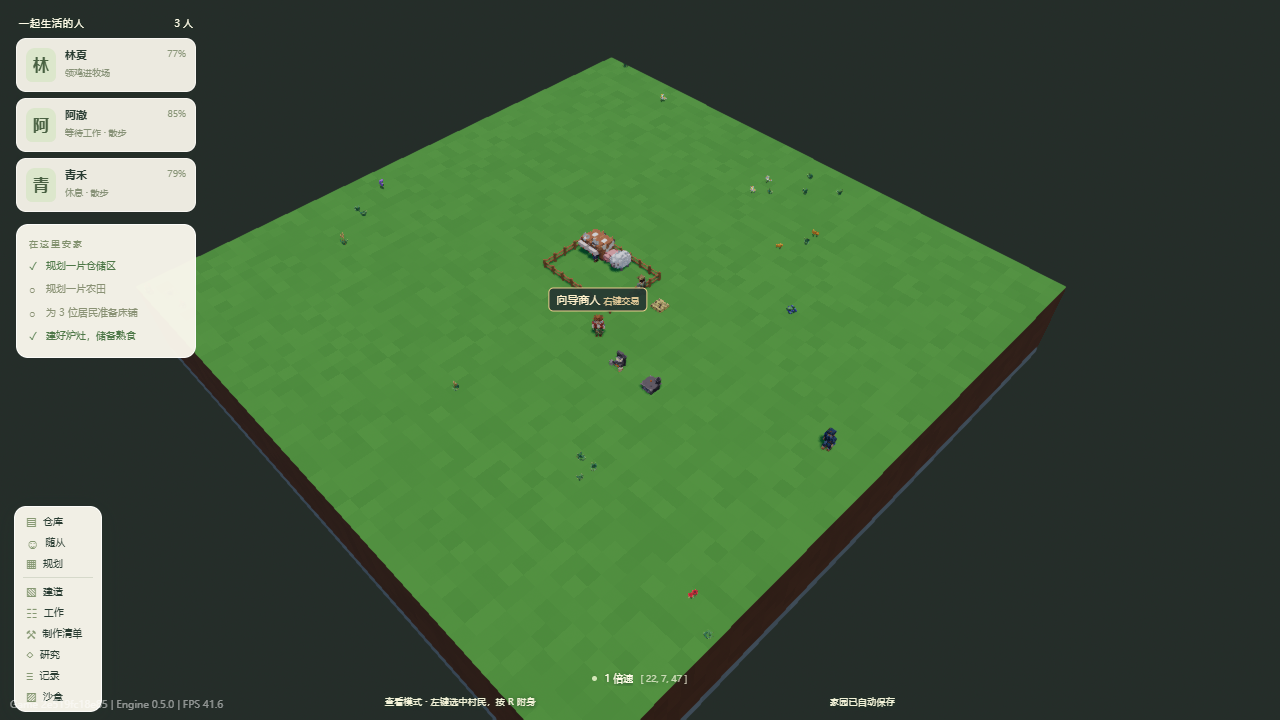 一起生活的人 3 人
林 林夏 77%
领鸡进牧场
阿 阿澈 85%
等待工作 · 散步
青 青禾 79%
休息 · 散步
在这里安家
✓ 规划一片仓储区
○ 规划一片农田
○ 为 3 位居民准备床铺
✓ 建好炉灶，储备熟食
向导商人 右键交易
仓库
随从
规划
建造
工作
制作清单
研究
记录
沙盒
| Engine 0.5.0 | FPS 41.6
1 倍速 [ 22, 7, 47 ]
查看模式 · 左键选中村民，按 R 附身
家园已自动保存